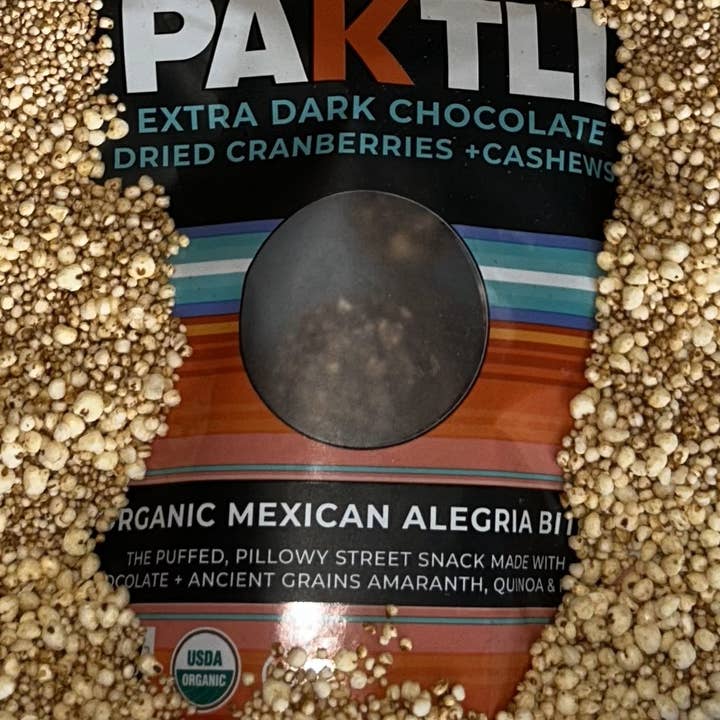 PAKTLI
EXTRA DARK CHOCOLATE
DRIED CRANBERRIES +CASHEWS
RGANIC MEXICAN ALEGRIA BIT
THE PUFFED, PILLOWY STREET SNACK MADE WITH
OCOLATE + ANCIENT GRAINS AMARANTH, QUINOA &
USDA
ORGANIC